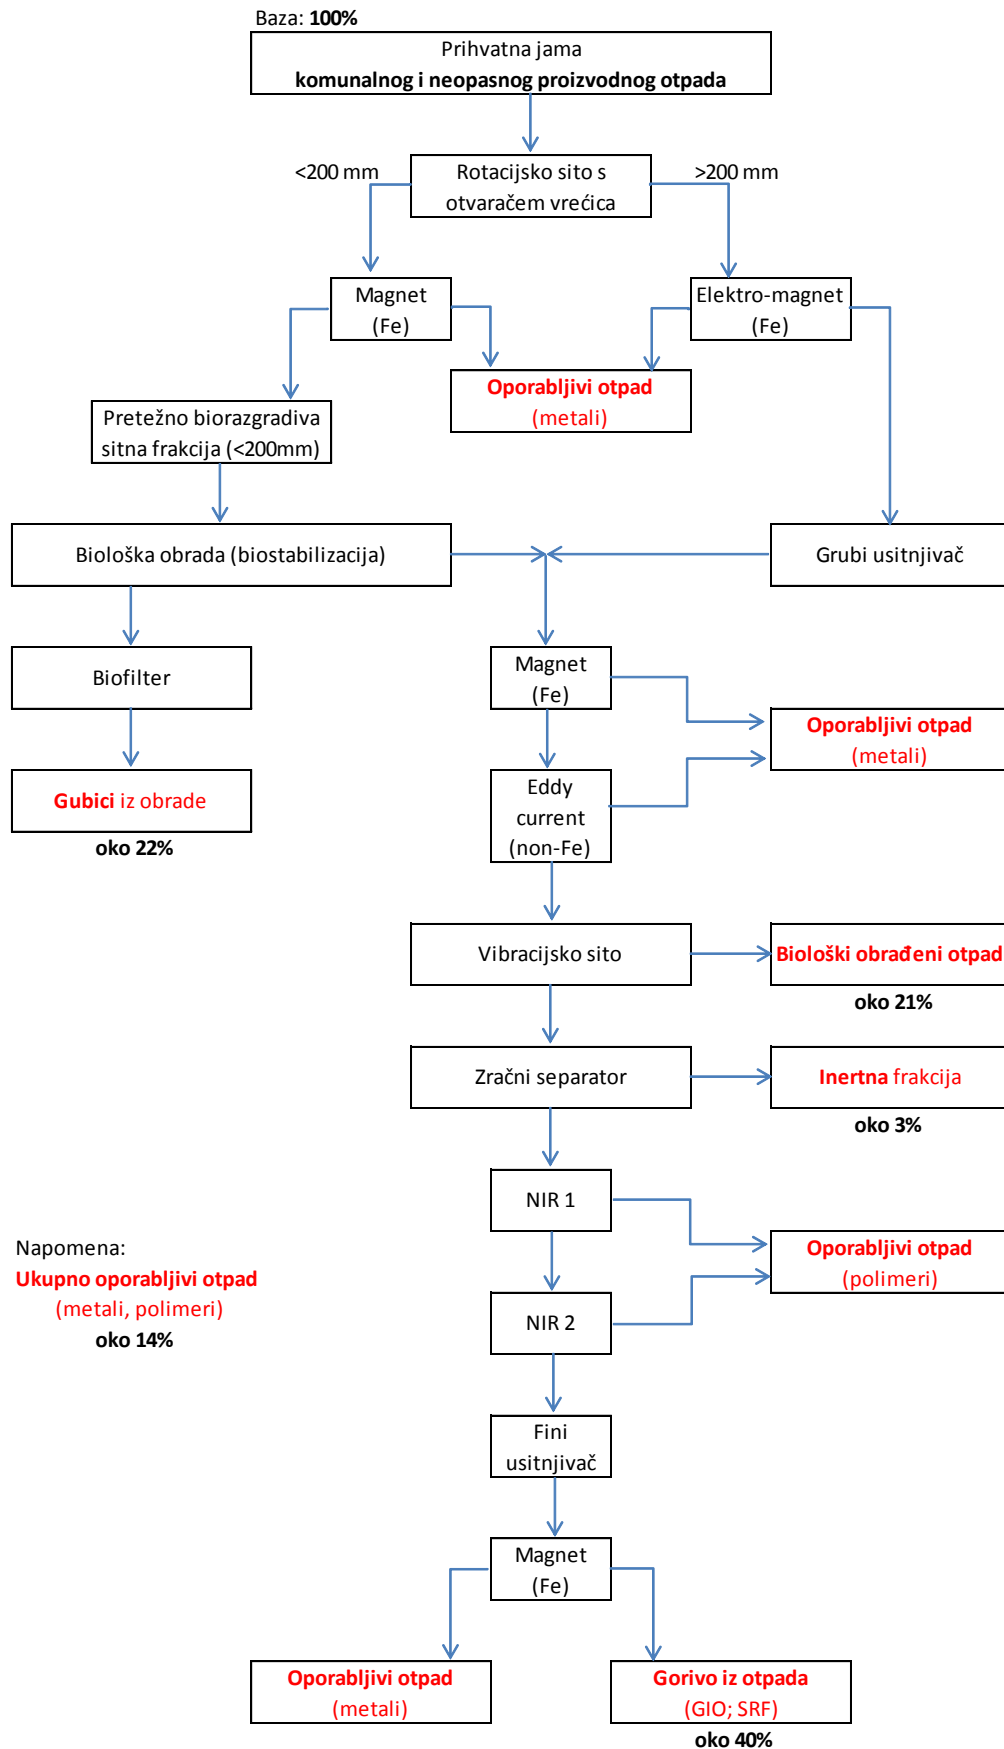 Baza: 100%
Prihvatna jama
komunalnog i neopasnog proizvodnog otpada
<200 mm
Rotacijsko sito s
otvaračem vrećica
>200 mm
Magnet
(Fe)
Elektro-magnet
(Fe)
Oporabljivi otpad
(metali)
Pretežno biorazgradiva
sitna frakcija (<200mm)
Biološka obrada (biostabilizacija)
Grubi usitnjivač
Biofilter
Magnet
(Fe)
Oporabljivi otpad
(metali)
Gubici iz obrade
oko 22%
Eddy
current
(non-Fe)
Vibracijsko sito
Biološki obrađeni otpad
oko 21%
Zračni separator
Inertna frakcija
oko 3%
NIR 1
Oporabljivi otpad
(polimeri)
Napomena:
Ukupno oporabljivi otpad
(metali, polimeri)
oko 14%
NIR 2
Fini
usitnjivač
Magnet
(Fe)
Oporabljivi otpad
(metali)
Gorivo iz otpada
(GIO; SRF)
oko 40%